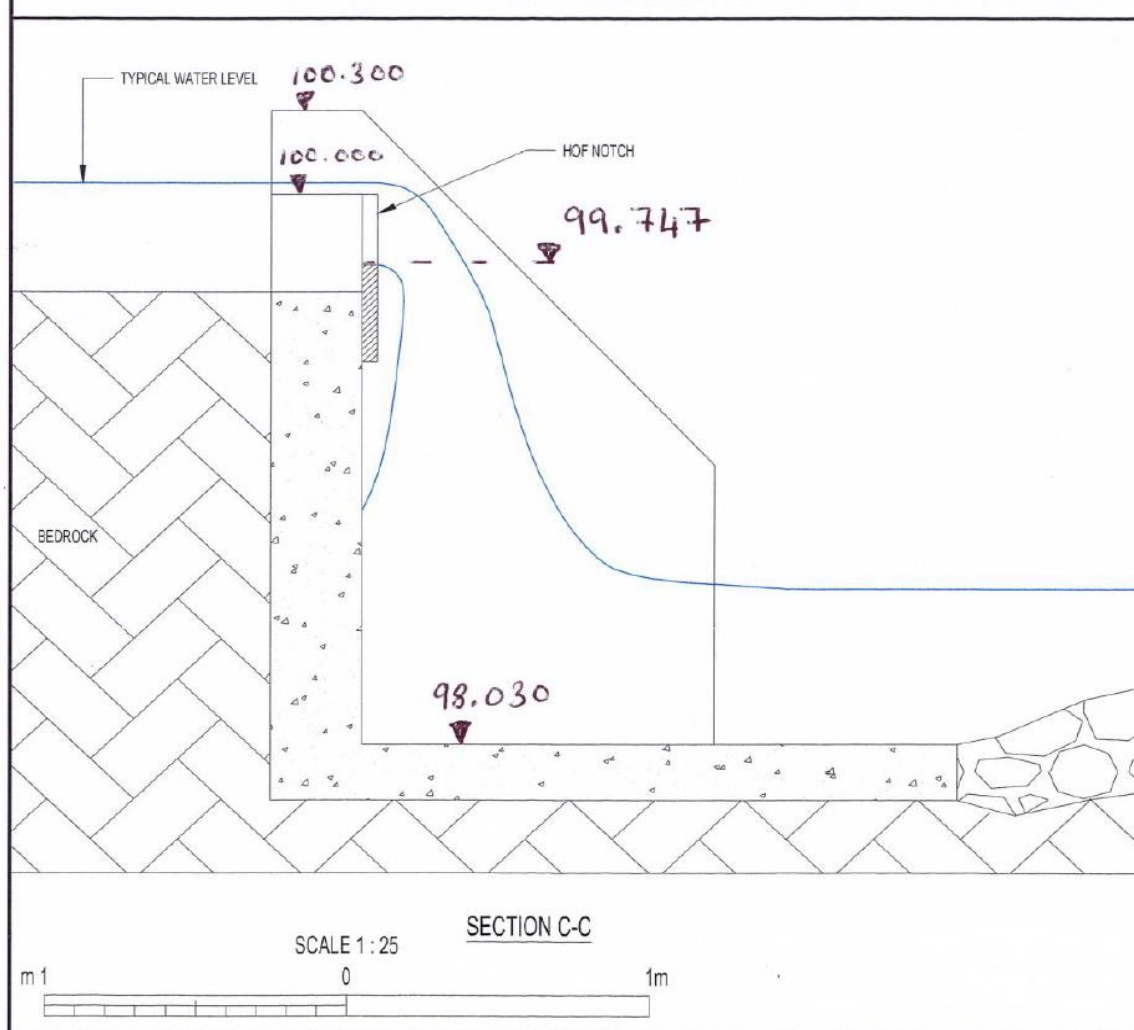 TYPICAL WATER LEVEL
100.300
100.000
HOF NOTCH
99.747
BEDROCK
98.030
SECTION C-C
SCALE 1 : 25
m 1 0 1m